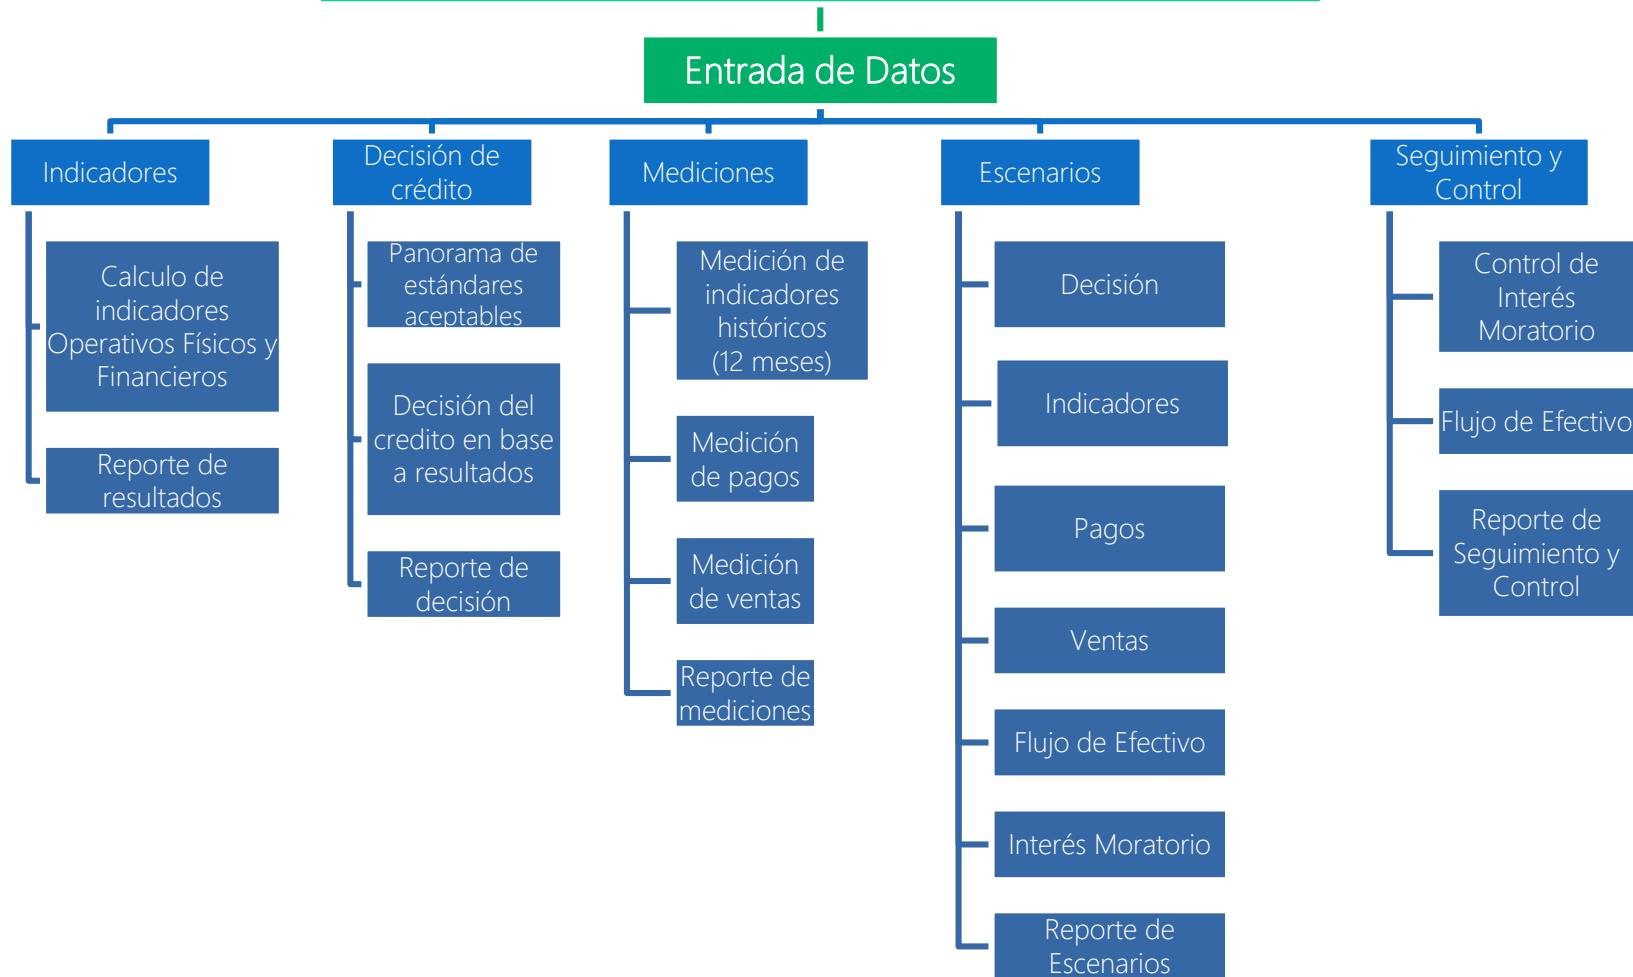 Entrada de Datos
Indicadores
Calculo de
indicadores
Operativos Físicos y
Financieros
Reporte de
resultados
Decisión de
crédito
Panorama de
estándares
aceptables
Decisión del
credito en base
a resultados
Reporte de
decisión
Mediciones
Medición de
indicadores
históricos
(12 meses)
Medición
de pagos
Medición
de ventas
Reporte de
mediciones
Escenarios
Decisión
Indicadores
Pagos
Ventas
Flujo de Efectivo
Interés Moratorio
Reporte de
Escenarios
Seguimiento y
Control
Control de
Interés
Moratorio
Flujo de Efectivo
Reporte de
Seguimiento y
Control